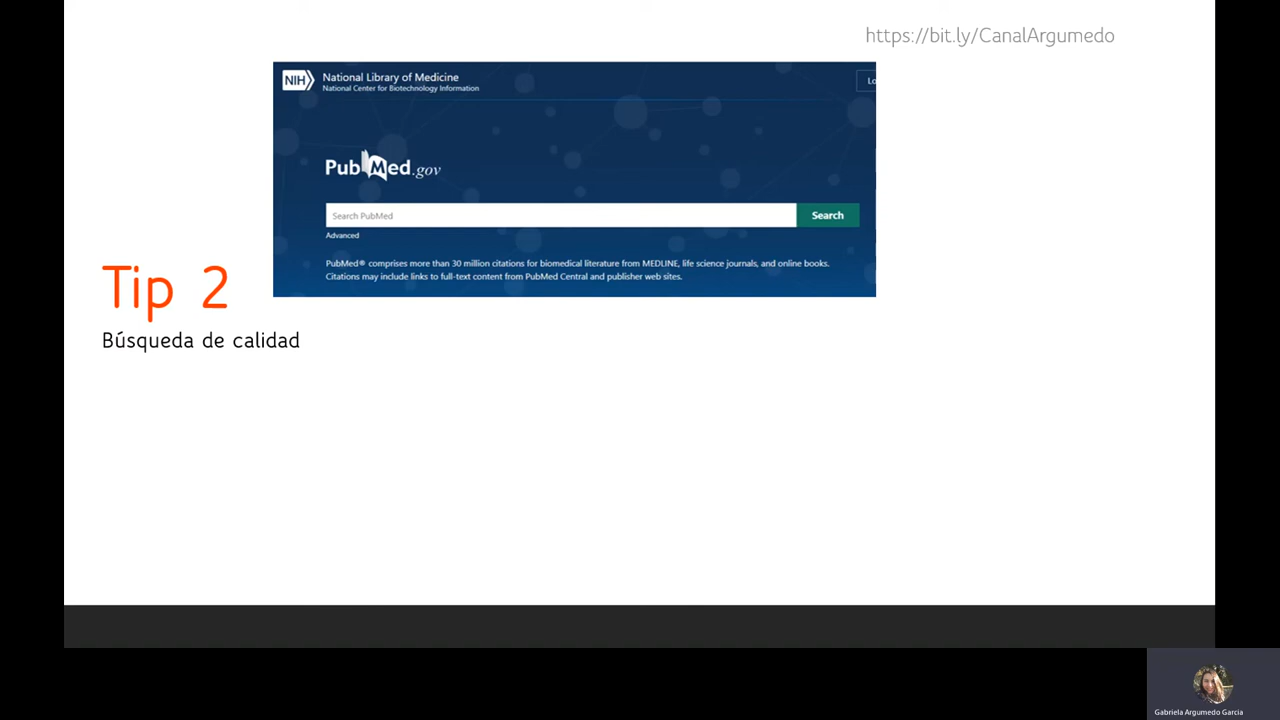 https://bit.ly/CanalArgumedo
NIH
National Library of Medicine
National Center for Biotechnology Information
Lo
PubMed.gov
Search PubMed
Search
Advanced
PubMed® comprises more than 30 million citations for biomedical literature from MEDLINE, life science journals, and online books.
Citations may include links to full-text content from PubMed Central and publisher web sites.
Tip 2
Búsqueda de calidad
Gabriela Argumedo Garcia